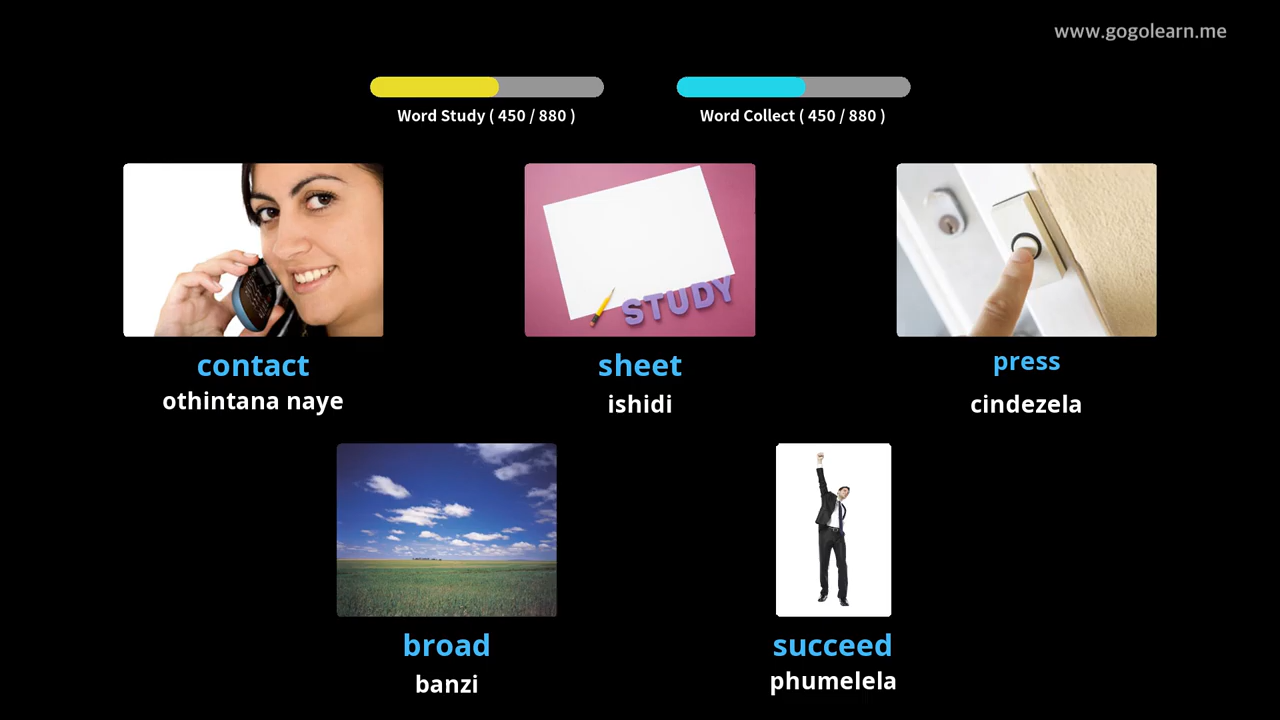 www.gogolearn.me
Word Study ( 450 / 880 )
Word Collect ( 450 / 880 )
STUDY
contact
othintana naye
sheet
ishidi
press
cindezela
broad
banzi
succeed
phumelela